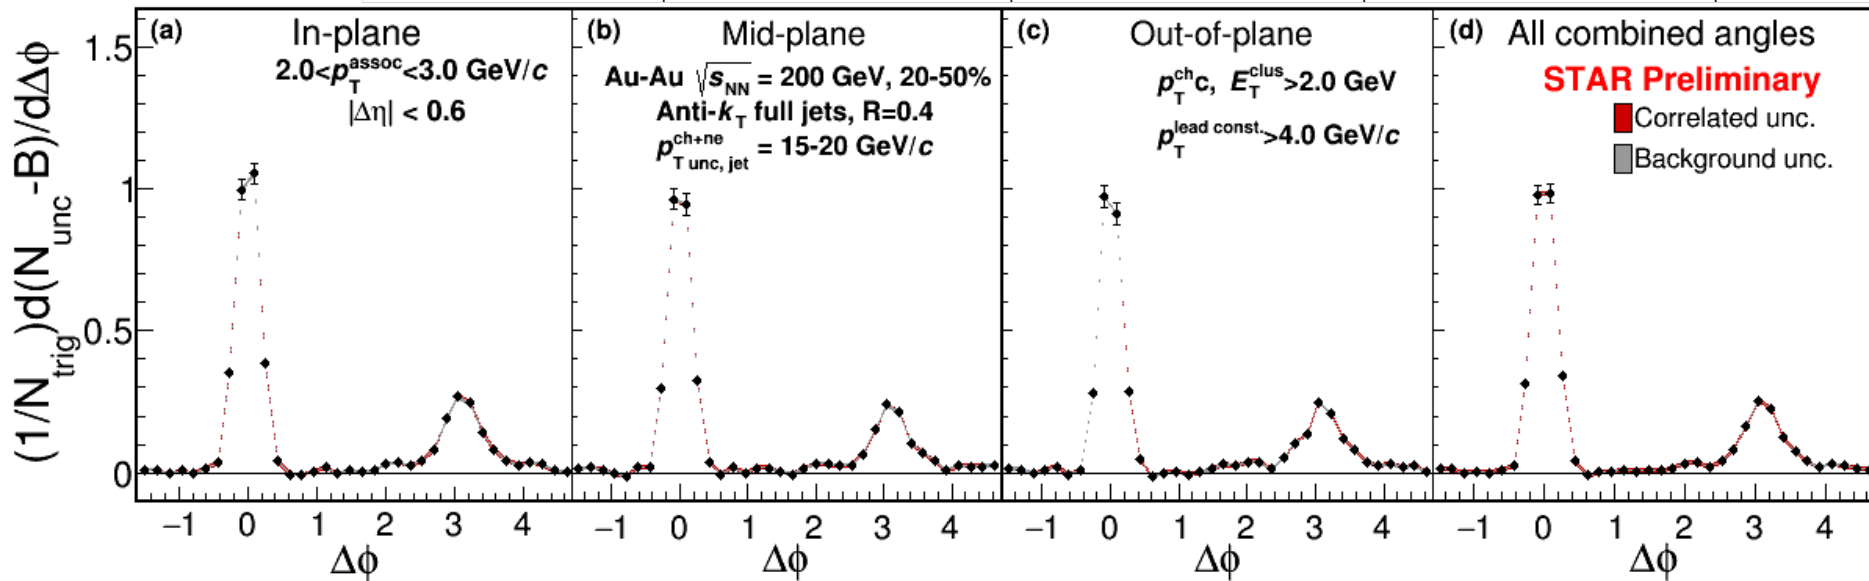 (1/N_trig)d(N_unc-B)/dΔφ
1.5
1
0.5
0
(a) In-plane
2.0<p_T^assoc<3.0 GeV/c
|Δη| < 0.6
−1 0 1 2 3 4
Δφ
(b) Mid-plane
Au-Au √s_NN = 200 GeV, 20-50%
Anti-k_T full jets, R=0.4
p_T unc, jet^ch+ne = 15-20 GeV/c
−1 0 1 2 3 4
Δφ
(c) Out-of-plane
p_T^ch c, E_T^clus>2.0 GeV
p_T^lead const.>4.0 GeV/c
−1 0 1 2 3 4
Δφ
(d) All combined angles
STAR Preliminary
Correlated unc.
Background unc.
−1 0 1 2 3 4
Δφ